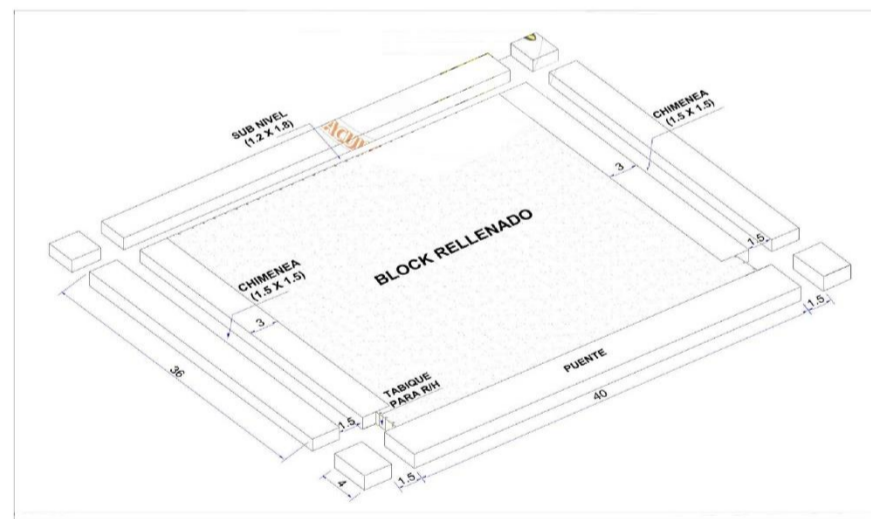 SUB NIVEL
(1.2 X 1.8)
CHIMENEA
(1.5 X 1.5)
3
1.5
BLOCK RELLENADO
CHIMENEA
(1.5 X 1.5)
3
1.5
36
TABIQUE
PARA R/H
PUENTE
40
1.5
1.5
4